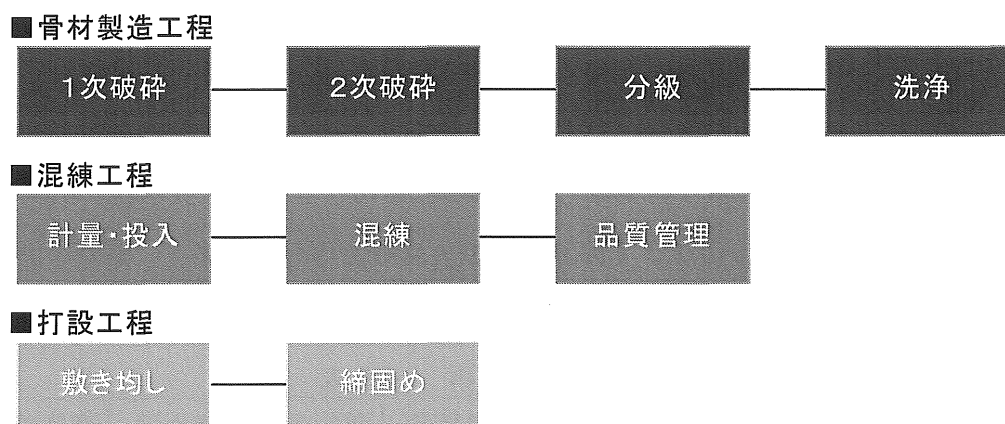 ■骨材製造工程
1次破砕 2次破砕 分級 洗浄
■混練工程
計量・投入 混練 品質管理
■打設工程
敷き均し 締固め